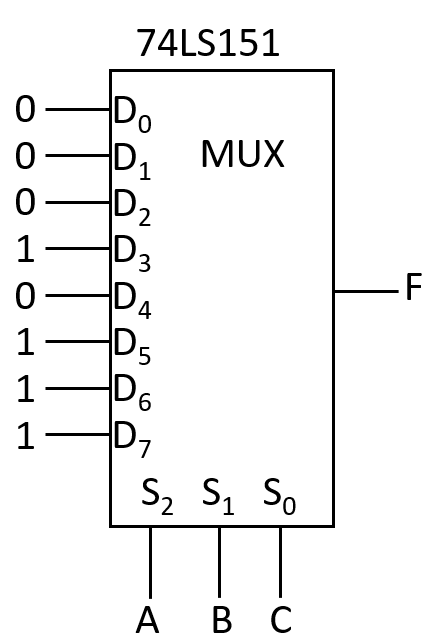 74LS151
0 D0
0 D1 MUX
0 D2
1 D3
0 D4 F
1 D5
1 D6
1 D7
S2 S1 S0
A B C